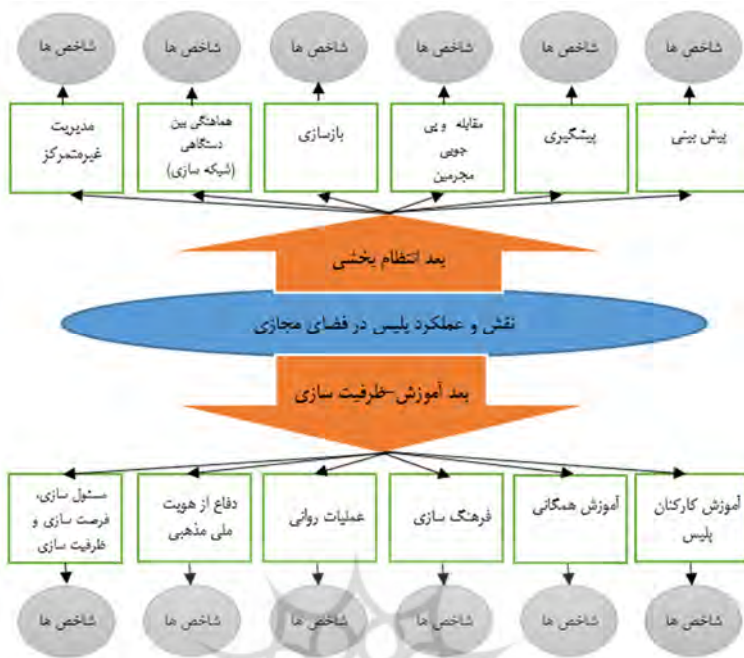 شاخص ها
شاخص ها
شاخص ها
شاخص ها
شاخص ها
شاخص ها
پیش بینی
پیشگیری
مقابله و پی
جویی
مجرمین
بازسازی
هماهنگی بین
دستگاهی
(شبکه سازی)
مدیریت
غیرمتمرکز
بعد انتظام بخشی
نقش و عملکرد پلیس در فضای مجازی
بعد آموزش-ظرفیت سازی
آموزش کارکنان
پلیس
آموزش همگانی
فرهنگ سازی
عملیات روانی
دفاع از هویت
ملی مذهبی
مسئول سازی،
فرصت سازی و
ظرفیت سازی
شاخص ها
شاخص ها
شاخص ها
شاخص ها
شاخص ها
شاخص ها